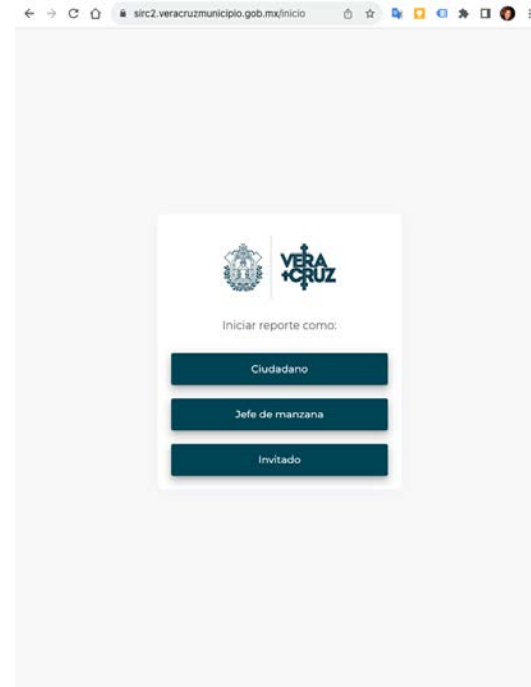 sirc2.veracruzmunicipio.gob.mx/inicio
VERA
+CRUZ
Iniciar reporte como:
Ciudadano
Jefe de manzana
Invitado